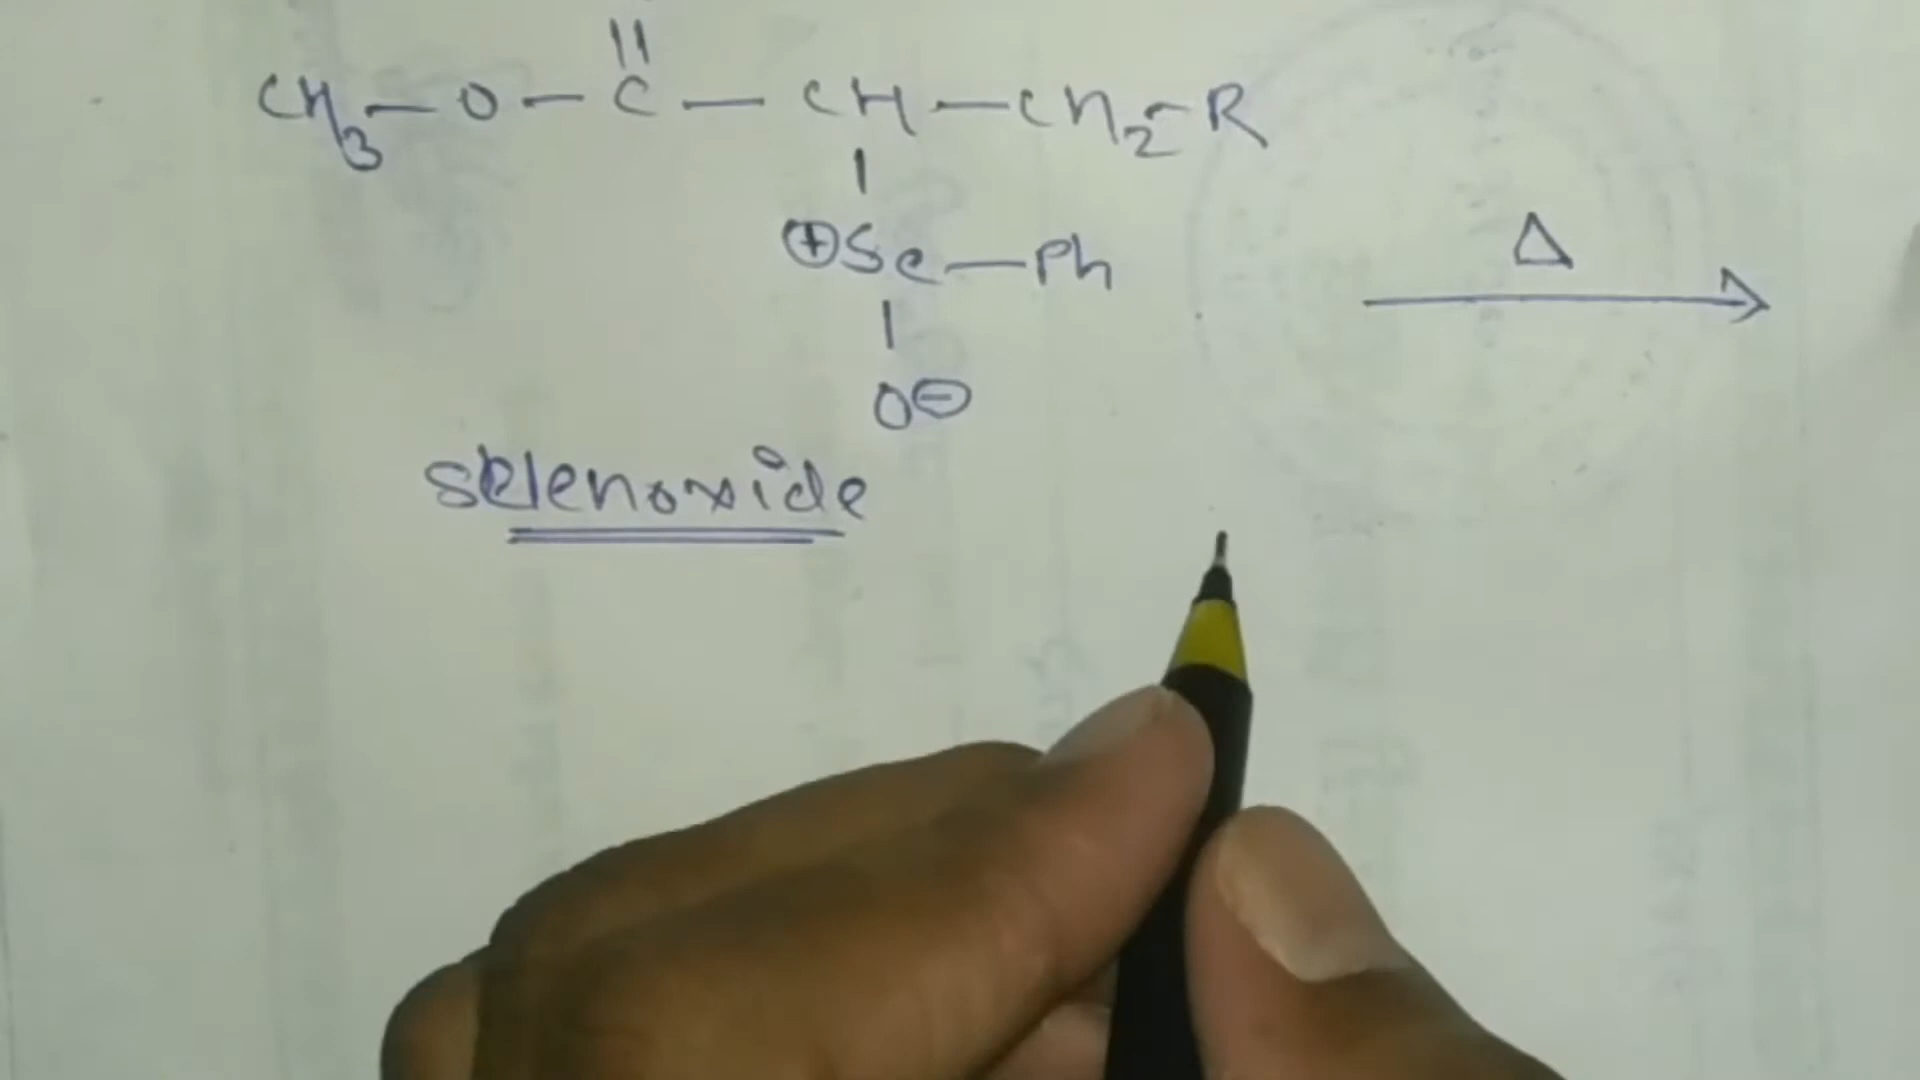 ||
CH3—O—C—CH—CH2—R
|
⊕Se—Ph
Δ
|
O⊖
selenoxide